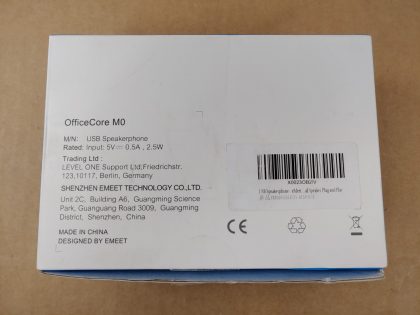 OfficeCore M0
M/N: USB Speakerphone
Rated: Input: 5V⎓0.5A , 2.5W
Trading Ltd :
LEVEL ONE Support Ltd,Friedrichstr.
123,10117, Berlin, Germany
SHENZHEN EMEET TECHNOLOGY CO.,LTD.
Unit 2C, Building A6, Guangming Science
Park, Guanguang Road 3009, Guangming
District, Shenzhen, China
MADE IN CHINA
DESIGNED BY EMEET
CE